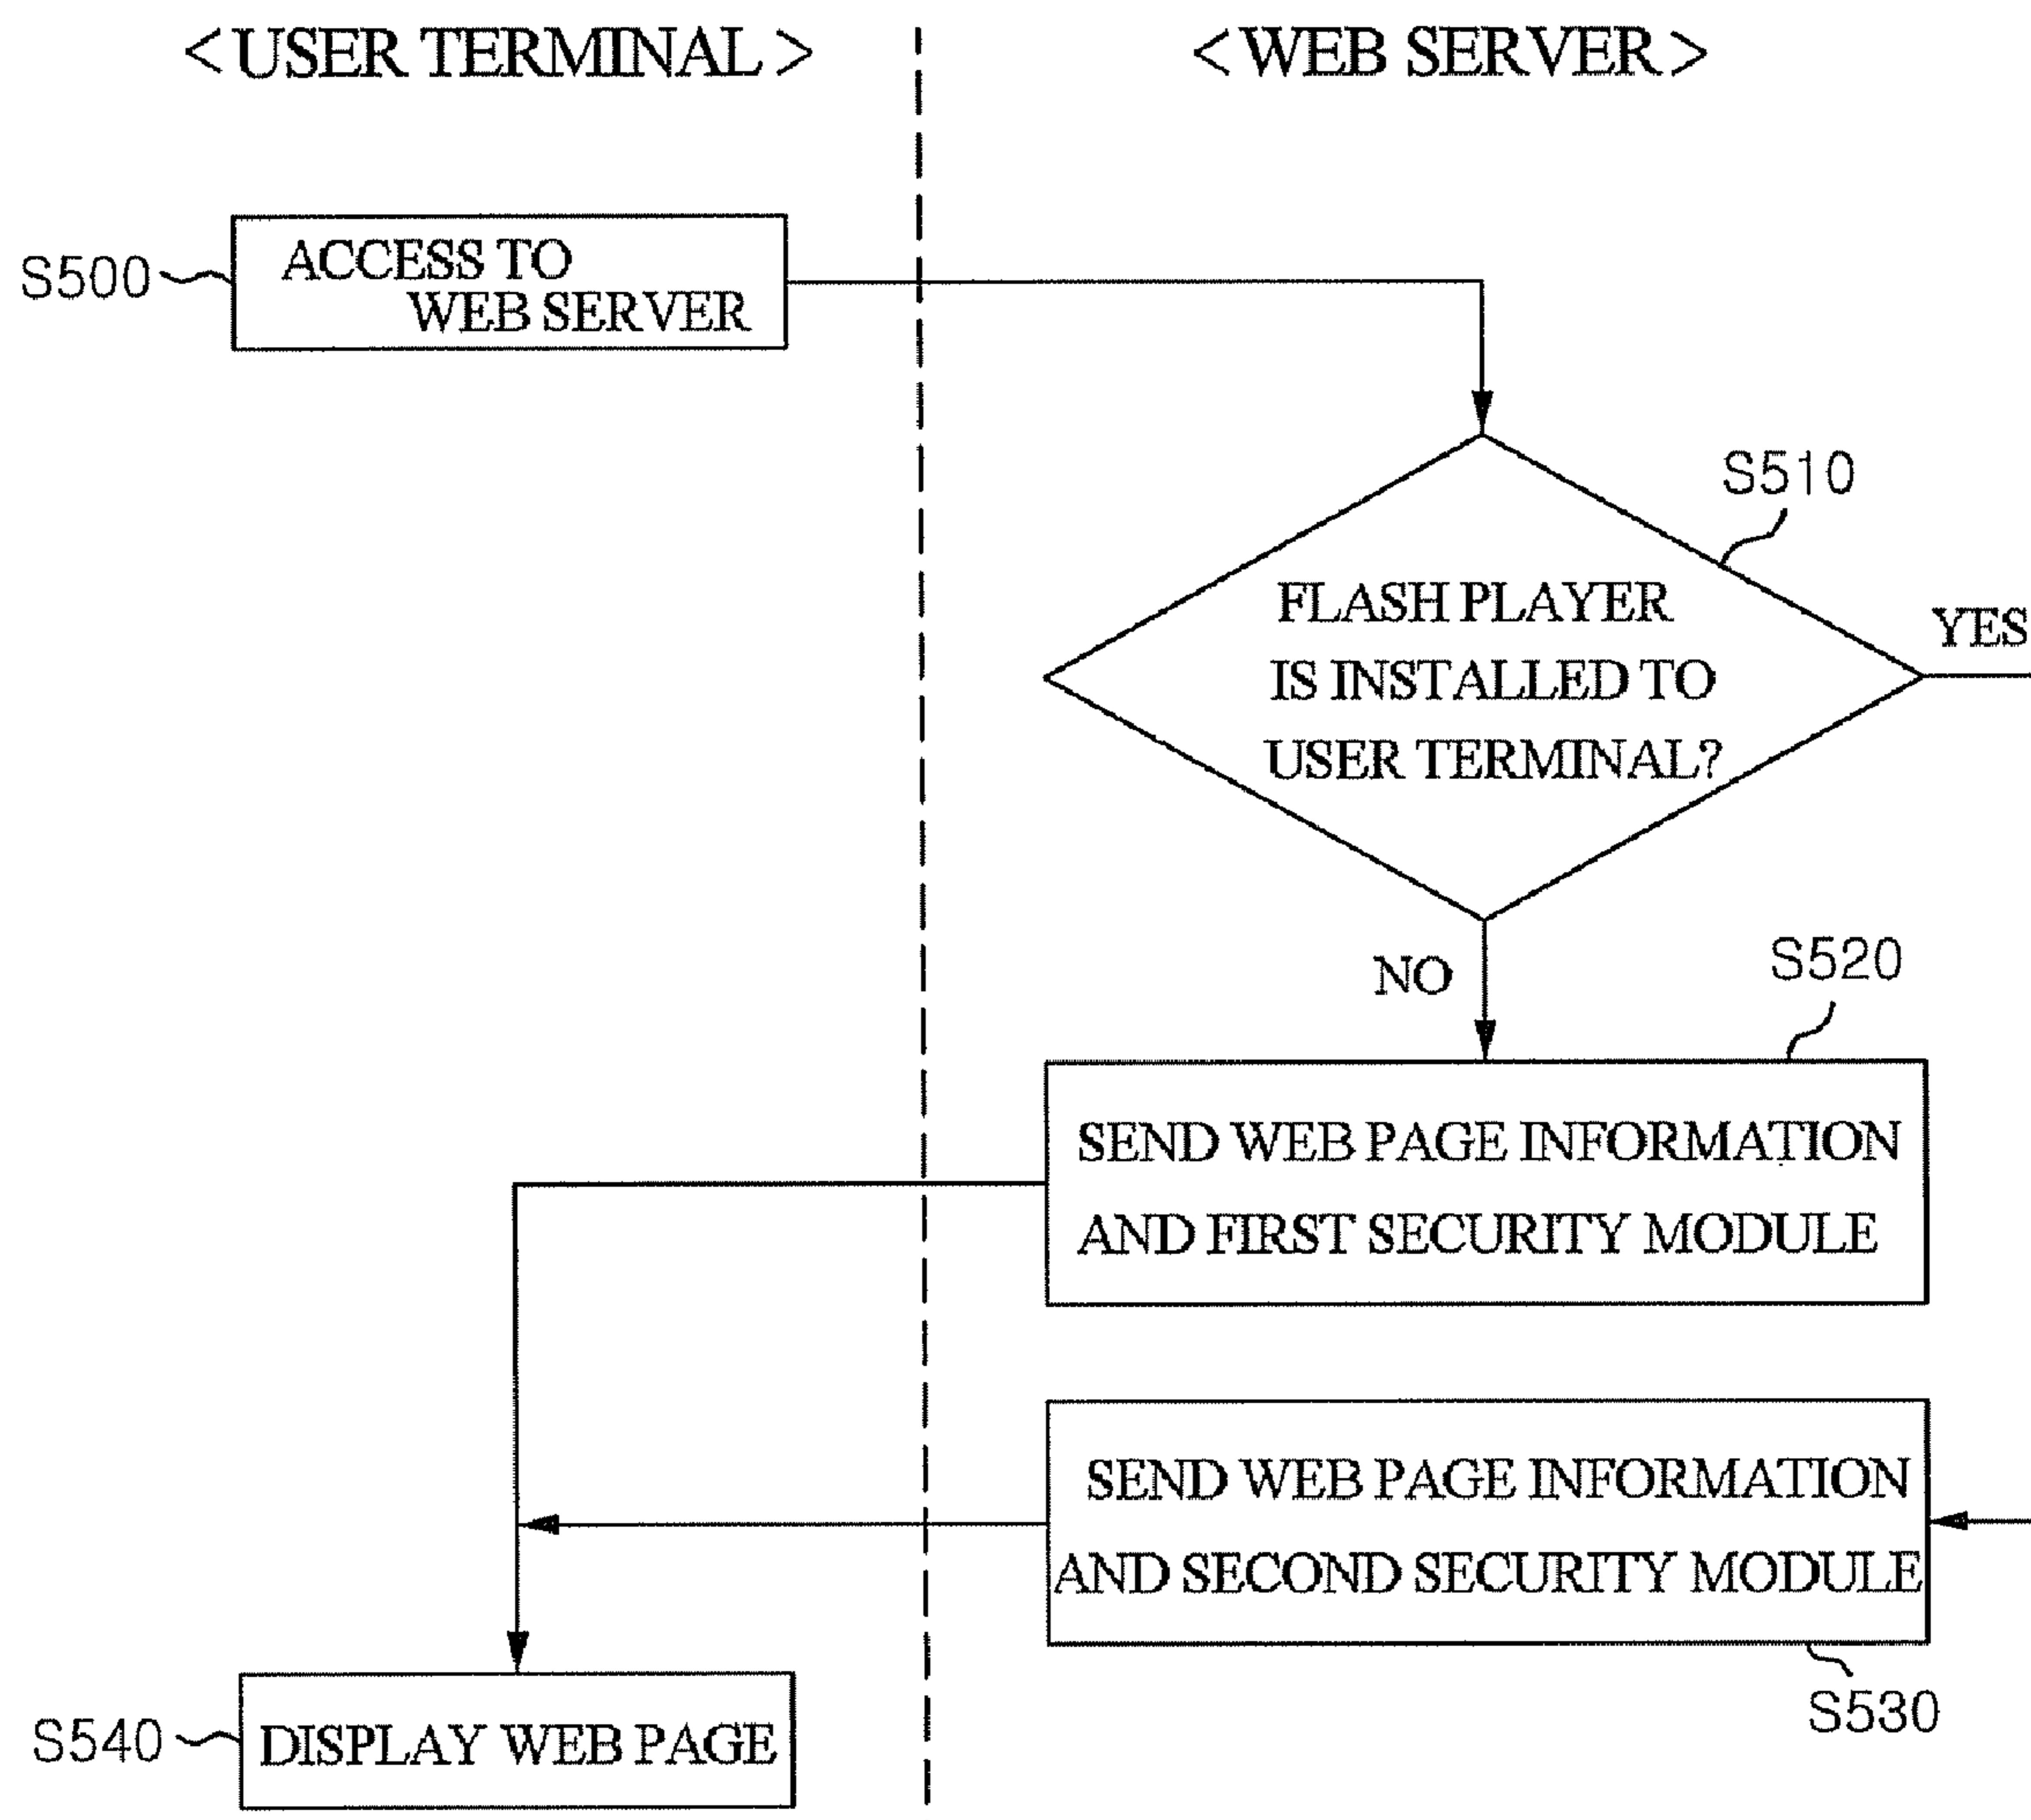 < USER TERMINAL >
< WEB SERVER >
S500
ACCESS TO
WEB SERVER
S510
FLASH PLAYER
IS INSTALLED TO
USER TERMINAL?
YES
NO
S520
SEND WEB PAGE INFORMATION
AND FIRST SECURITY MODULE
SEND WEB PAGE INFORMATION
AND SECOND SECURITY MODULE
S530
S540
DISPLAY WEB PAGE